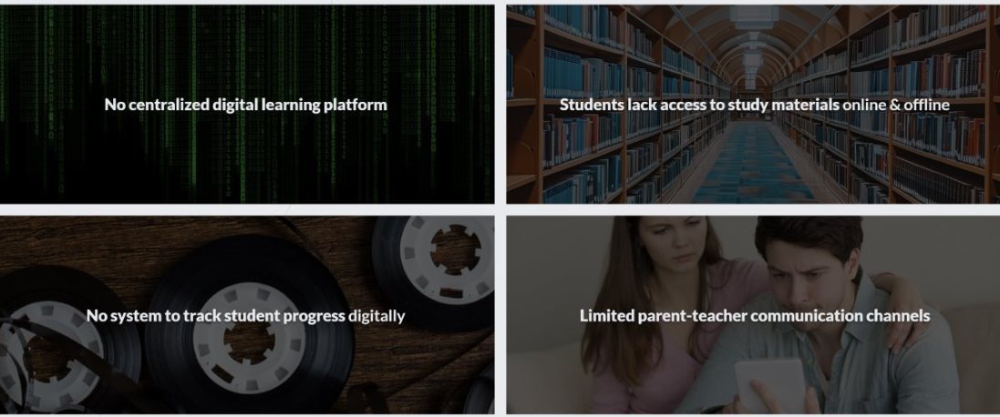 No centralized digital learning platform
Students lack access to study materials online & offline
No system to track student progress digitally
Limited parent-teacher communication channels